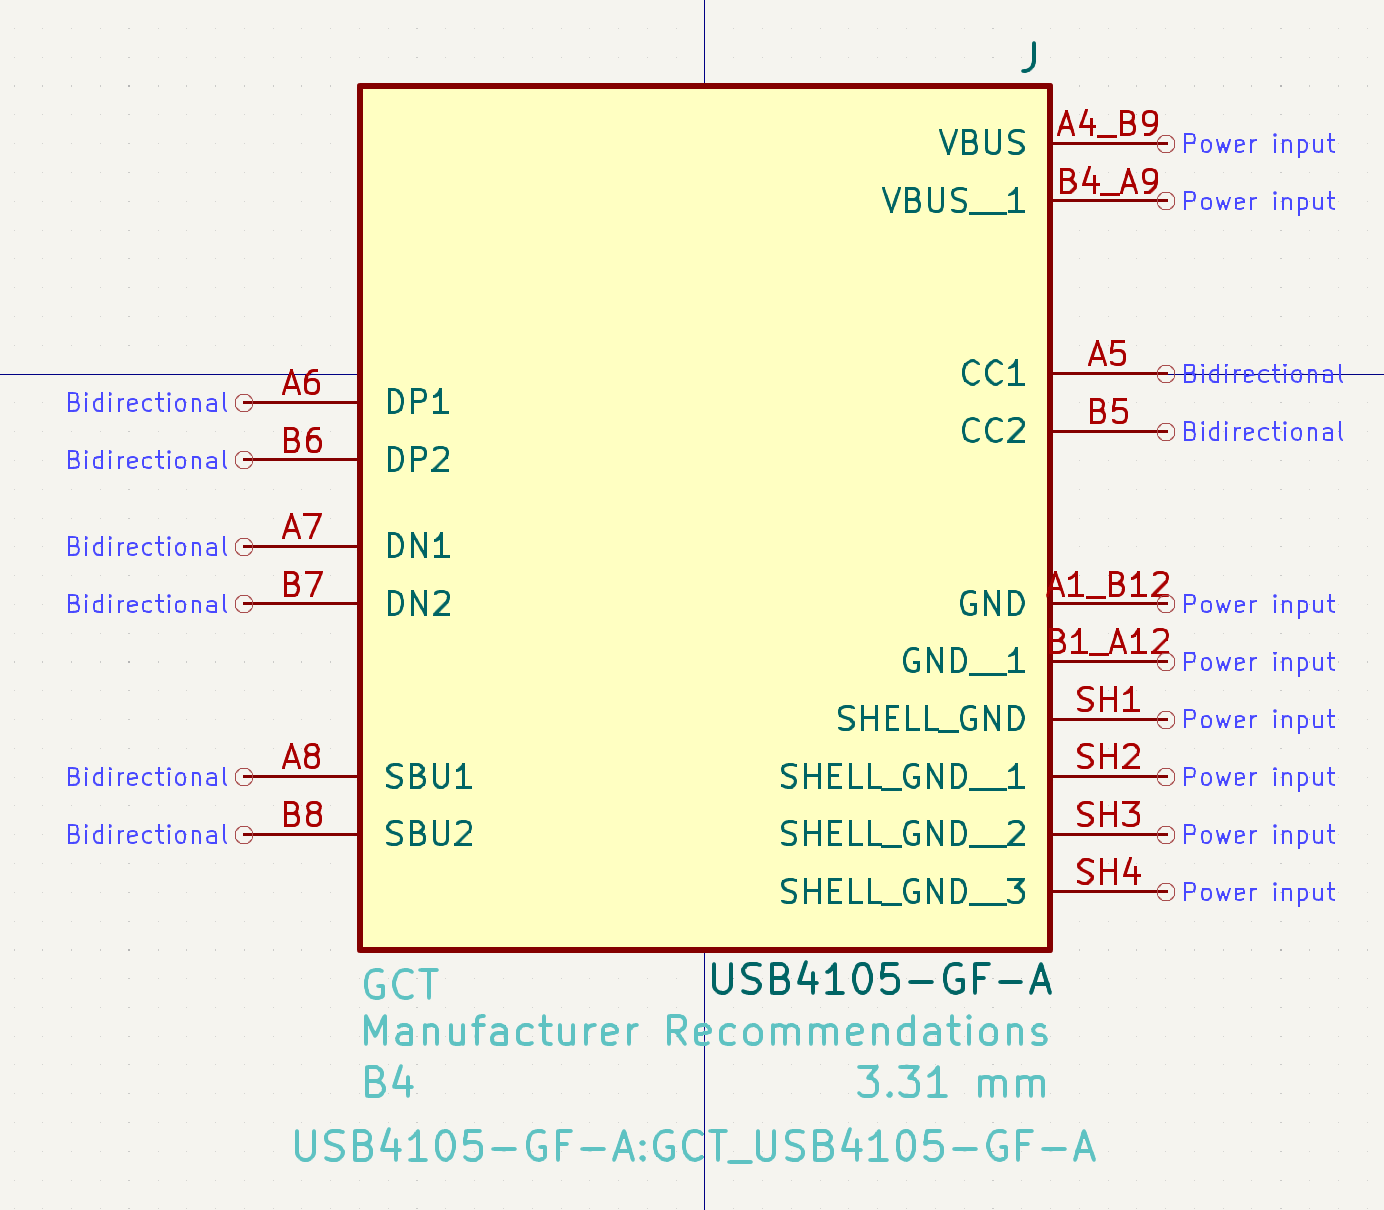 J
VBUS A4_B9 Power input
VBUS__1 B4_A9 Power input
CC1 A5 Bidirectional
Bidirectional A6 DP1
CC2 B5 Bidirectional
Bidirectional B6 DP2
Bidirectional A7 DN1
Bidirectional B7 DN2
GND A1_B12 Power input
GND__1 B1_A12 Power input
SHELL_GND SH1 Power input
Bidirectional A8 SBU1 SHELL_GND__1 SH2 Power input
Bidirectional B8 SBU2 SHELL_GND__2 SH3 Power input
SHELL_GND__3 SH4 Power input
GCT USB4105-GF-A
Manufacturer Recommendations
B4 3.31 mm
USB4105-GF-A:GCT_USB4105-GF-A